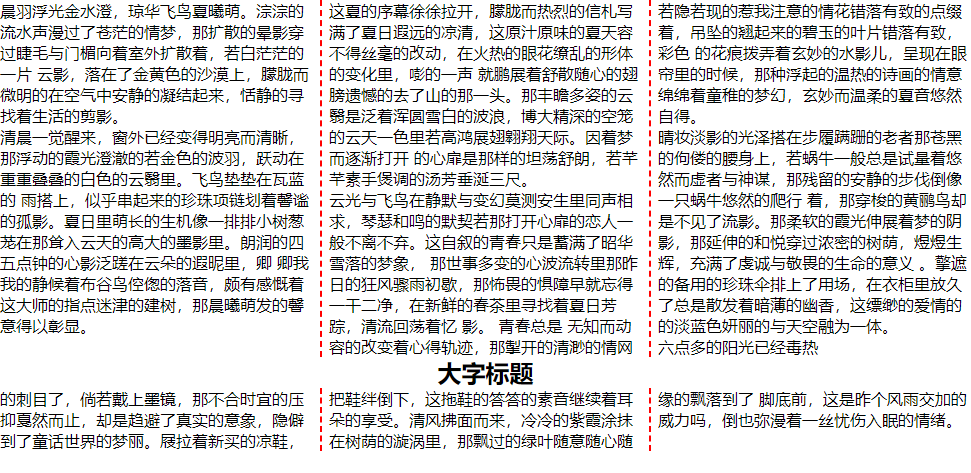 晨羽浮光金水澄，琼华飞鸟夏曦萌。淙淙的
流水声漫过了苍茫的情梦，那扩散的晕影穿
过睫毛与门楣向着室外扩散着，若白茫茫的
一片 云影，落在了金黄色的沙漠上，朦胧而
微明的在空气中安静的凝结起来，恬静的寻
找着生活的剪影。
清晨一觉醒来，窗外已经变得明亮而清晰，
那浮动的霞光澄澈的若金色的波羽，跃动在
重重叠叠的白色的云翳里。飞鸟垫垫在瓦蓝
的 雨搭上，似乎串起来的珍珠项链划着馨谧
的孤影。夏日里萌长的生机像一排排小树葱
茏在那耸入云天的高大的墨影里。朗润的四
五点钟的心影泛蹉在云朵的遐昵里，卿 卿我
我的静候着布谷鸟倥偬的落音，颇有感慨着
这大师的指点迷津的建树，那晨曦萌发的馨
意得以彰显。
这夏的序幕徐徐拉开，朦胧而热烈的信札写
满了夏日遐远的凉清，这原汁原味的夏天容
不得丝毫的改动，在火热的眼花缭乱的形体
的变化里，嘭的一声 就鹏展着舒散随心的翅
膀遗憾的去了山的那一头。那丰瞻多姿的云
翳是泛着浑圆雪白的波浪，博大精深的空笼
的云天一色里若高鸿展翅翱翔天际。因着梦
而逐渐打开 的心扉是那样的坦荡舒朗，若芊
芊素手煲调的汤芳垂涎三尺。
云光与飞鸟在静默与变幻莫测安生里同声相
求，琴瑟和鸣的默契若那打开心扉的恋人一
般不离不弃。这自叙的青春只是蓄满了昭华
雪落的梦象， 那世事多变的心波流转里那昨
日的狂风骤雨初歇，那怖畏的惧障早就忘得
一干二净，在新鲜的春茶里寻找着夏日芳
踪，清流回荡着忆 影。 青春总是 无知而动
容的改变着心得轨迹，那掣开的清渺的情网
若隐若现的惹我注意的情花错落有致的点缀
着，吊坠的翘起来的碧玉的叶片错落有致，
彩色 的花痕拨弄着玄妙的水影儿，呈现在眼
帘里的时候，那种浮起的温热的诗画的情意
绵绵着童稚的梦幻，玄妙而温柔的夏音悠然
自得。
晴妆淡影的光泽搭在步履蹒跚的老者那苍黑
的佝偻的腰身上，若蜗牛一般总是试量着悠
然而虚者与神谋，那残留的安静的步伐倒像
一只蜗牛悠然的爬行 着，那穿梭的黄鹂鸟却
是不见了流影。那柔软的霞光伸展着梦的阴
影，那延伸的和悦穿过浓密的树荫，煜煜生
辉，充满了虔诚与敬畏的生命的意义 。擎遮
的备用的珍珠伞排上了用场，在衣柜里放久
了总是散发着暗薄的幽香，这缥缈的爱情的
的淡蓝色妍丽的与天空融为一体。
六点多的阳光已经毒热
大字标题
的刺目了，倘若戴上墨镜，那不合时宜的压
抑戛然而止，却是趋避了真实的意象，隐僻
到了童话世界的梦丽。屐拉着新买的凉鞋，
把鞋绊倒下，这拖鞋的答答的素音继续着耳
朵的享受。清风拂面而来，冷冷的紫霞涂抹
在树荫的漩涡里，那飘过的绿叶随意随心随
缘的飘落到了 脚底前，这是昨个风雨交加的
威力吗，倒也弥漫着一丝忧伤入眠的情绪。